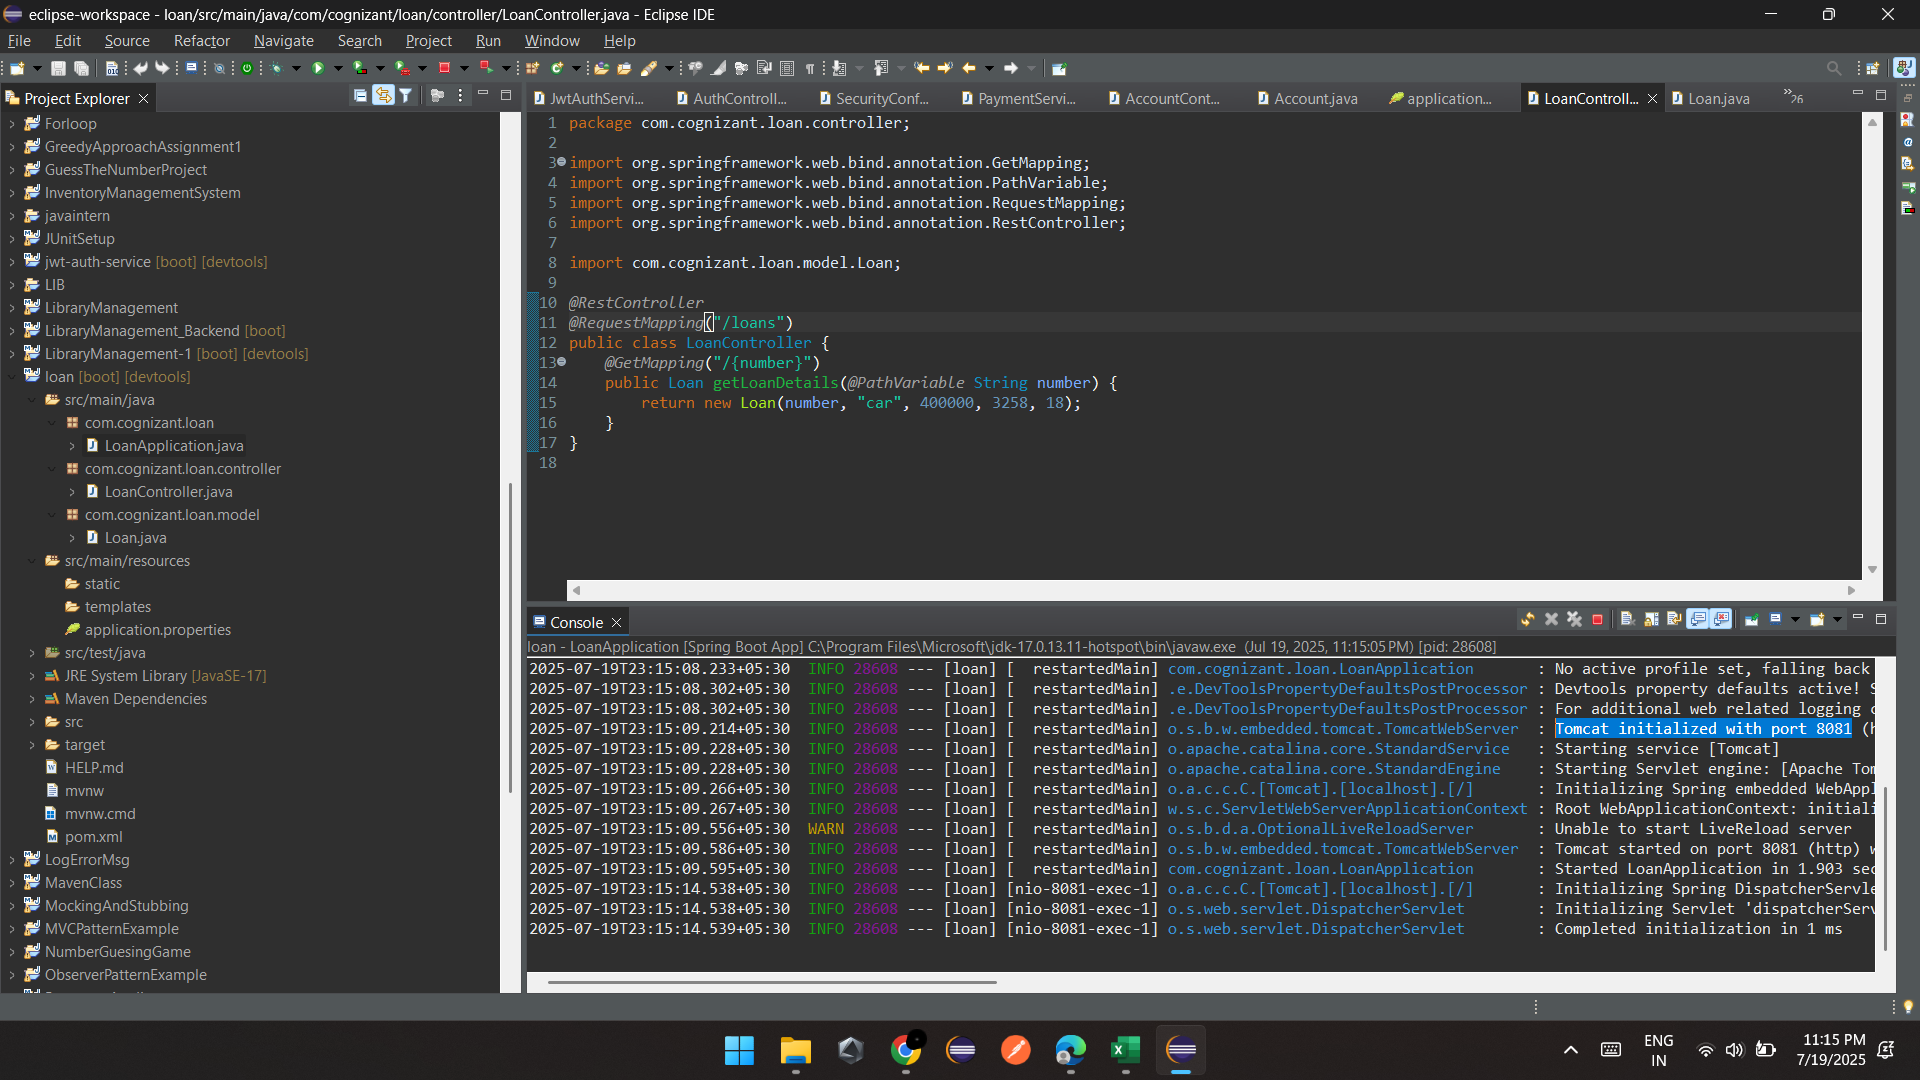 eclipse-workspace - loan/src/main/java/com/cognizant/loan/controller/LoanController.java - Eclipse IDE
File Edit Source Refactor Navigate Search Project Run Window Help
Project Explorer
Forloop
GreedyApproachAssignment1
GuessTheNumberProject
InventoryManagementSystem
javaintern
JUnitSetup
jwt-auth-service [boot] [devtools]
LIB
LibraryManagement
LibraryManagement_Backend [boot]
LibraryManagement-1 [boot] [devtools]
loan [boot] [devtools]
src/main/java
com.cognizant.loan
LoanApplication.java
com.cognizant.loan.controller
LoanController.java
com.cognizant.loan.model
Loan.java
src/main/resources
static
templates
application.properties
src/test/java
JRE System Library [JavaSE-17]
Maven Dependencies
src
target
HELP.md
mvnw
mvnw.cmd
pom.xml
LogErrorMsg
MavenClass
MockingAndStubbing
MVCPatternExample
NumberGuesingGame
ObserverPatternExample
JwtAuthServi... AuthControll... SecurityConf... PaymentServi... AccountCont... Account.java application... LoanControll... Loan.java »26
1 package com.cognizant.loan.controller;
2
3 import org.springframework.web.bind.annotation.GetMapping;
4 import org.springframework.web.bind.annotation.PathVariable;
5 import org.springframework.web.bind.annotation.RequestMapping;
6 import org.springframework.web.bind.annotation.RestController;
7
8 import com.cognizant.loan.model.Loan;
9
10 @RestController
11 @RequestMapping("/loans")
12 public class LoanController {
13 @GetMapping("/{number}")
14 public Loan getLoanDetails(@PathVariable String number) {
15 return new Loan(number, "car", 400000, 3258, 18);
16 }
17 }
18
Console
loan - LoanApplication [Spring Boot App] C:\Program Files\Microsoft\jdk-17.0.13.11-hotspot\bin\javaw.exe (Jul 19, 2025, 11:15:05 PM) [pid: 28608]
2025-07-19T23:15:08.233+05:30 INFO 28608 --- [loan] [ restartedMain] com.cognizant.loan.LoanApplication : No active profile set, falling back
2025-07-19T23:15:08.302+05:30 INFO 28608 --- [loan] [ restartedMain] .e.DevToolsPropertyDefaultsPostProcessor : Devtools property defaults active! S
2025-07-19T23:15:08.302+05:30 INFO 28608 --- [loan] [ restartedMain] .e.DevToolsPropertyDefaultsPostProcessor : For additional web related logging c
2025-07-19T23:15:09.214+05:30 INFO 28608 --- [loan] [ restartedMain] o.s.b.w.embedded.tomcat.TomcatWebServer : Tomcat initialized with port 8081 (h
2025-07-19T23:15:09.228+05:30 INFO 28608 --- [loan] [ restartedMain] o.apache.catalina.core.StandardService : Starting service [Tomcat]
2025-07-19T23:15:09.228+05:30 INFO 28608 --- [loan] [ restartedMain] o.apache.catalina.core.StandardEngine : Starting Servlet engine: [Apache Tom
2025-07-19T23:15:09.266+05:30 INFO 28608 --- [loan] [ restartedMain] o.a.c.c.C.[Tomcat].[localhost].[/] : Initializing Spring embedded WebAppl
2025-07-19T23:15:09.267+05:30 INFO 28608 --- [loan] [ restartedMain] w.s.c.ServletWebServerApplicationContext : Root WebApplicationContext: initiali
2025-07-19T23:15:09.556+05:30 WARN 28608 --- [loan] [ restartedMain] o.s.b.d.a.OptionalLiveReloadServer : Unable to start LiveReload server
2025-07-19T23:15:09.586+05:30 INFO 28608 --- [loan] [ restartedMain] o.s.b.w.embedded.tomcat.TomcatWebServer : Tomcat started on port 8081 (http) w
2025-07-19T23:15:09.595+05:30 INFO 28608 --- [loan] [ restartedMain] com.cognizant.loan.LoanApplication : Started LoanApplication in 1.903 sec
2025-07-19T23:15:14.538+05:30 INFO 28608 --- [loan] [nio-8081-exec-1] o.a.c.c.C.[Tomcat].[localhost].[/] : Initializing Spring DispatcherServle
2025-07-19T23:15:14.538+05:30 INFO 28608 --- [loan] [nio-8081-exec-1] o.s.web.servlet.DispatcherServlet : Initializing Servlet 'dispatcherServ
2025-07-19T23:15:14.539+05:30 INFO 28608 --- [loan] [nio-8081-exec-1] o.s.web.servlet.DispatcherServlet : Completed initialization in 1 ms
ENG
IN
11:15 PM
7/19/2025